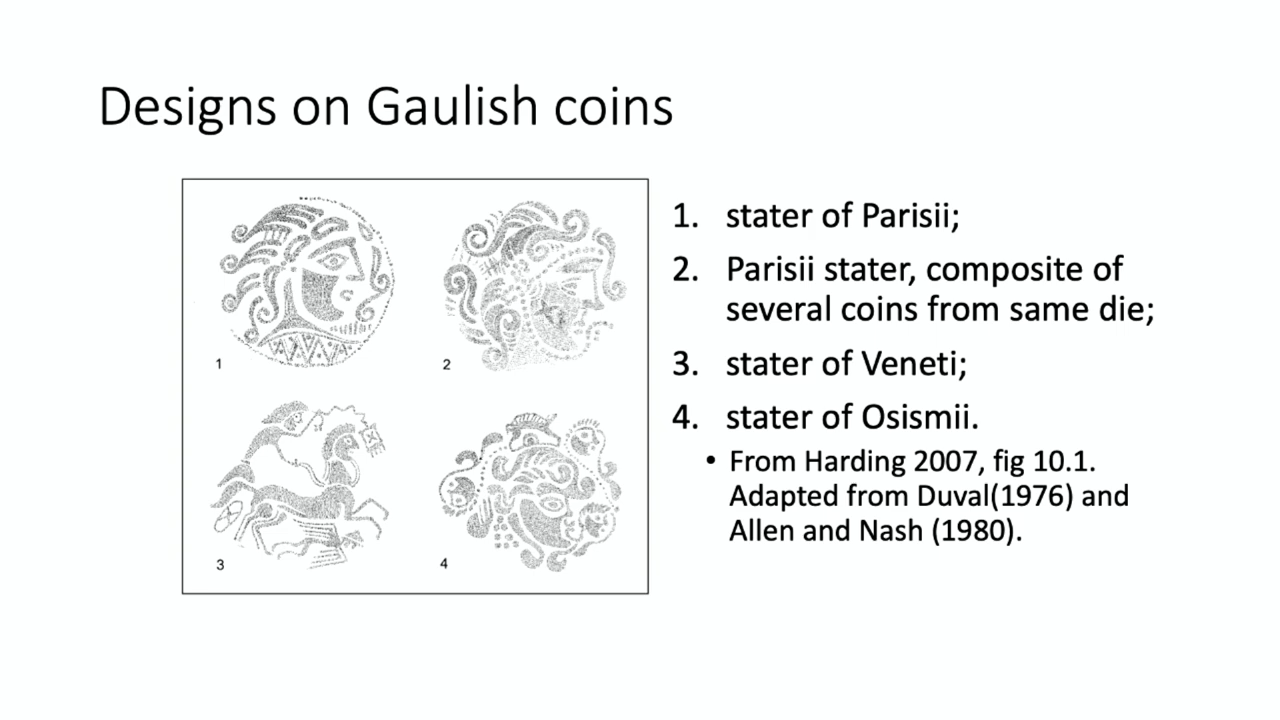 Designs on Gaulish coins
1
2
3
4
1. stater of Parisii;
2. Parisii stater, composite of
several coins from same die;
3. stater of Veneti;
4. stater of Osismii.
• From Harding 2007, fig 10.1.
Adapted from Duval(1976) and
Allen and Nash (1980).